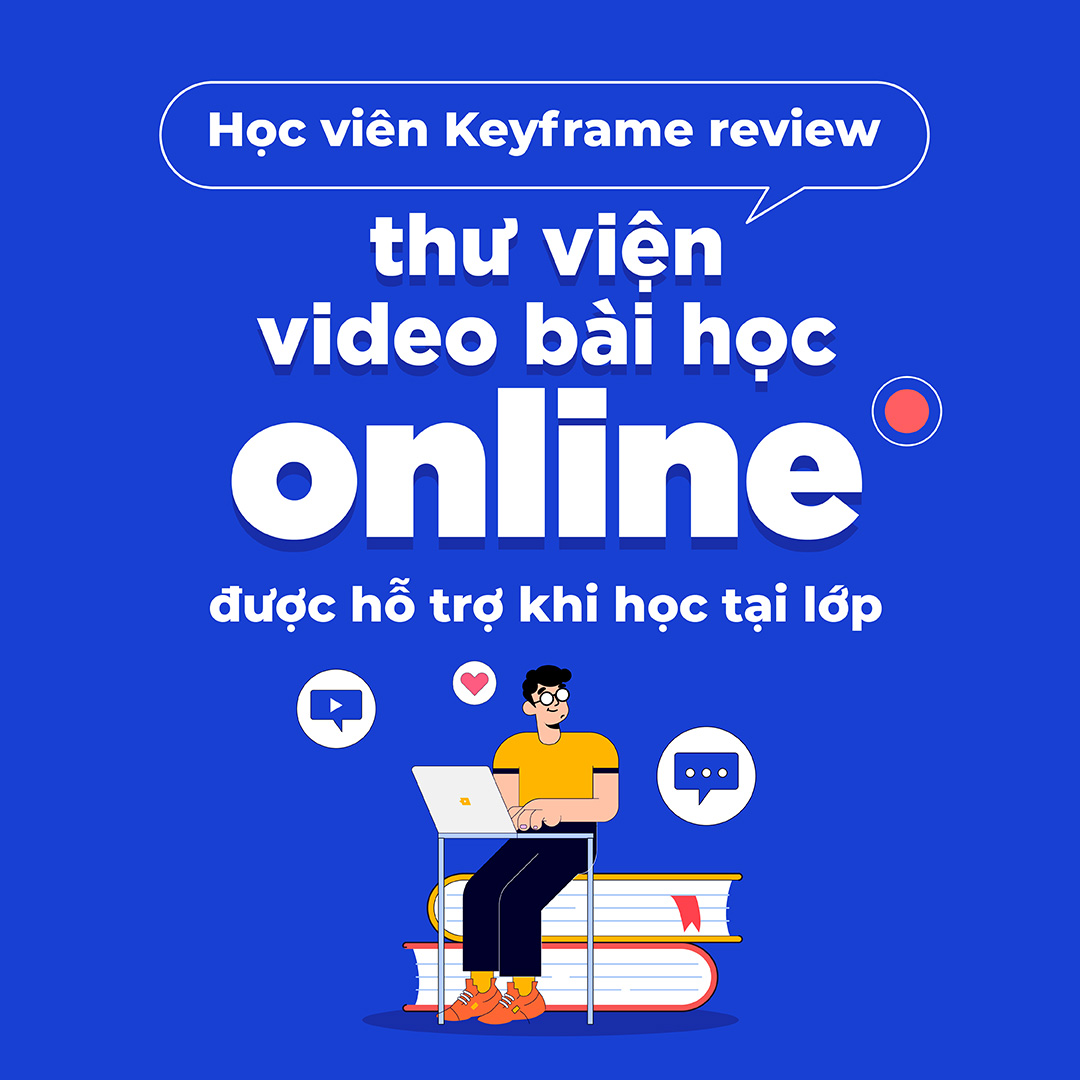 Học viên Keyframe review
thư viện
video bài học
online
được hỗ trợ khi học tại lớp